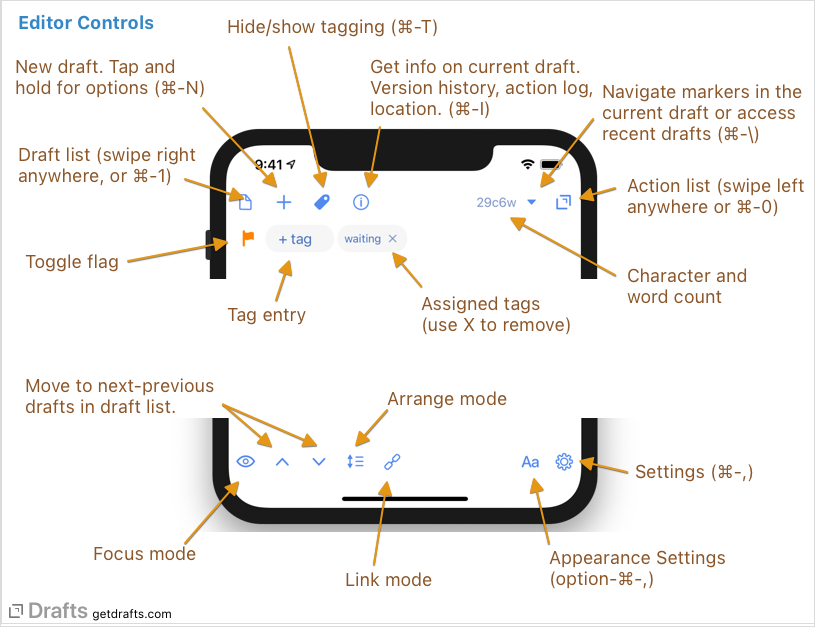 Editor Controls
Hide/show tagging (⌘-T)
New draft. Tap and
hold for options (⌘-N)
Get info on current draft.
Version history, action log,
location. (⌘-I)
Navigate markers in the
current draft or access
recent drafts (⌘-\)
Draft list (swipe right
anywhere, or ⌘-1)
9:41
29c6w
Action list (swipe left
anywhere or ⌘-0)
Toggle flag
+ tag
waiting ×
Tag entry
Assigned tags
(use X to remove)
Character and
word count
Move to next-previous
drafts in draft list.
Arrange mode
Aa
Settings (⌘-,)
Focus mode
Link mode
Appearance Settings
(option-⌘-,)
Drafts getdrafts.com